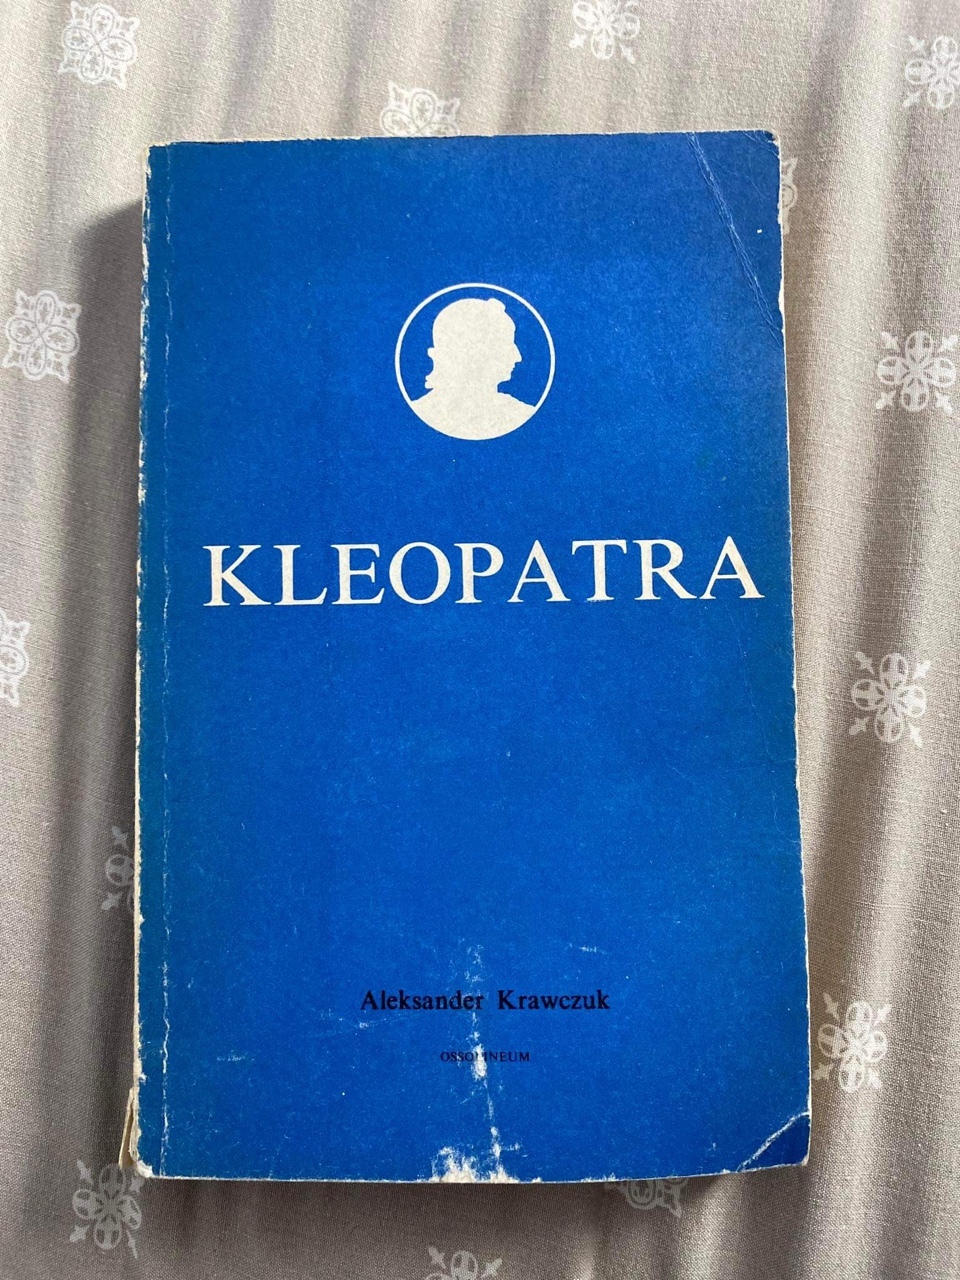 KLEOPATRA
Aleksander Krawczuk
OSSOLINEUM